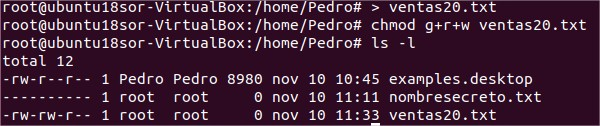 root@ubuntu18sor-VirtualBox:/home/Pedro# > ventas20.txt
root@ubuntu18sor-VirtualBox:/home/Pedro# chmod g+r+w ventas20.txt
root@ubuntu18sor-VirtualBox:/home/Pedro# ls -l
total 12
-rw-r--r-- 1 Pedro Pedro 8980 nov 10 10:45 examples.desktop
---------- 1 root  root     0 nov 10 11:11 nombresecreto.txt
-rw-rw-r-- 1 root  root     0 nov 10 11:33 ventas20.txt